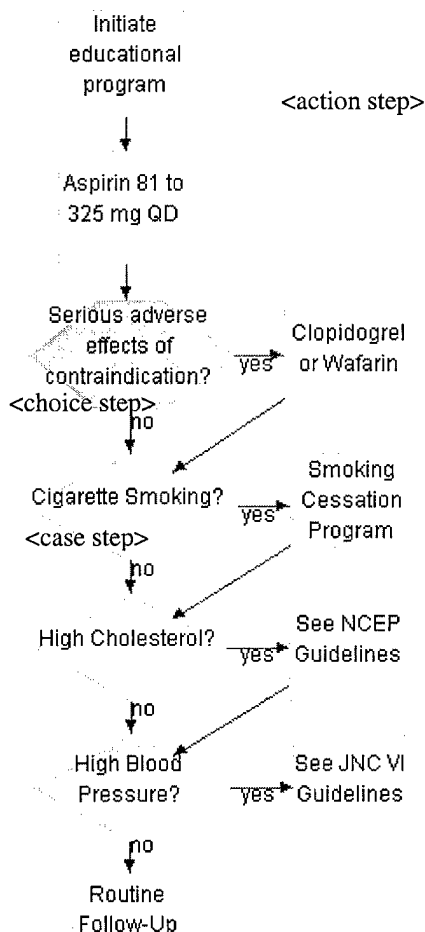 Initiate
educational
program
<action step>
Aspirin 81 to
325 mg QD
Serious adverse
effects of
contraindication?
yes
Clopidogrel
or Wafarin
<choice step>
no
Cigarette Smoking?
yes
Smoking
Cessation
Program
<case step>
no
High Cholesterol?
yes
See NCEP
Guidelines
no
High Blood
Pressure?
yes
See JNC VI
Guidelines
no
Routine
Follow-Up